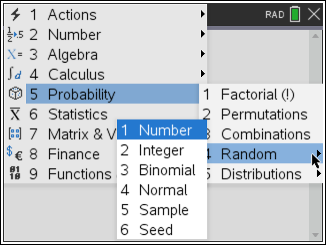 RAD
1 Actions
2 Number
3 Algebra
4 Calculus
5 Probability
6 Statistics
7 Matrix & V
8 Finance
9 Functions
1 Factorial (!)
2 Permutations
3 Combinations
4 Random
5 Distributions
1 Number
2 Integer
3 Binomial
4 Normal
5 Sample
6 Seed